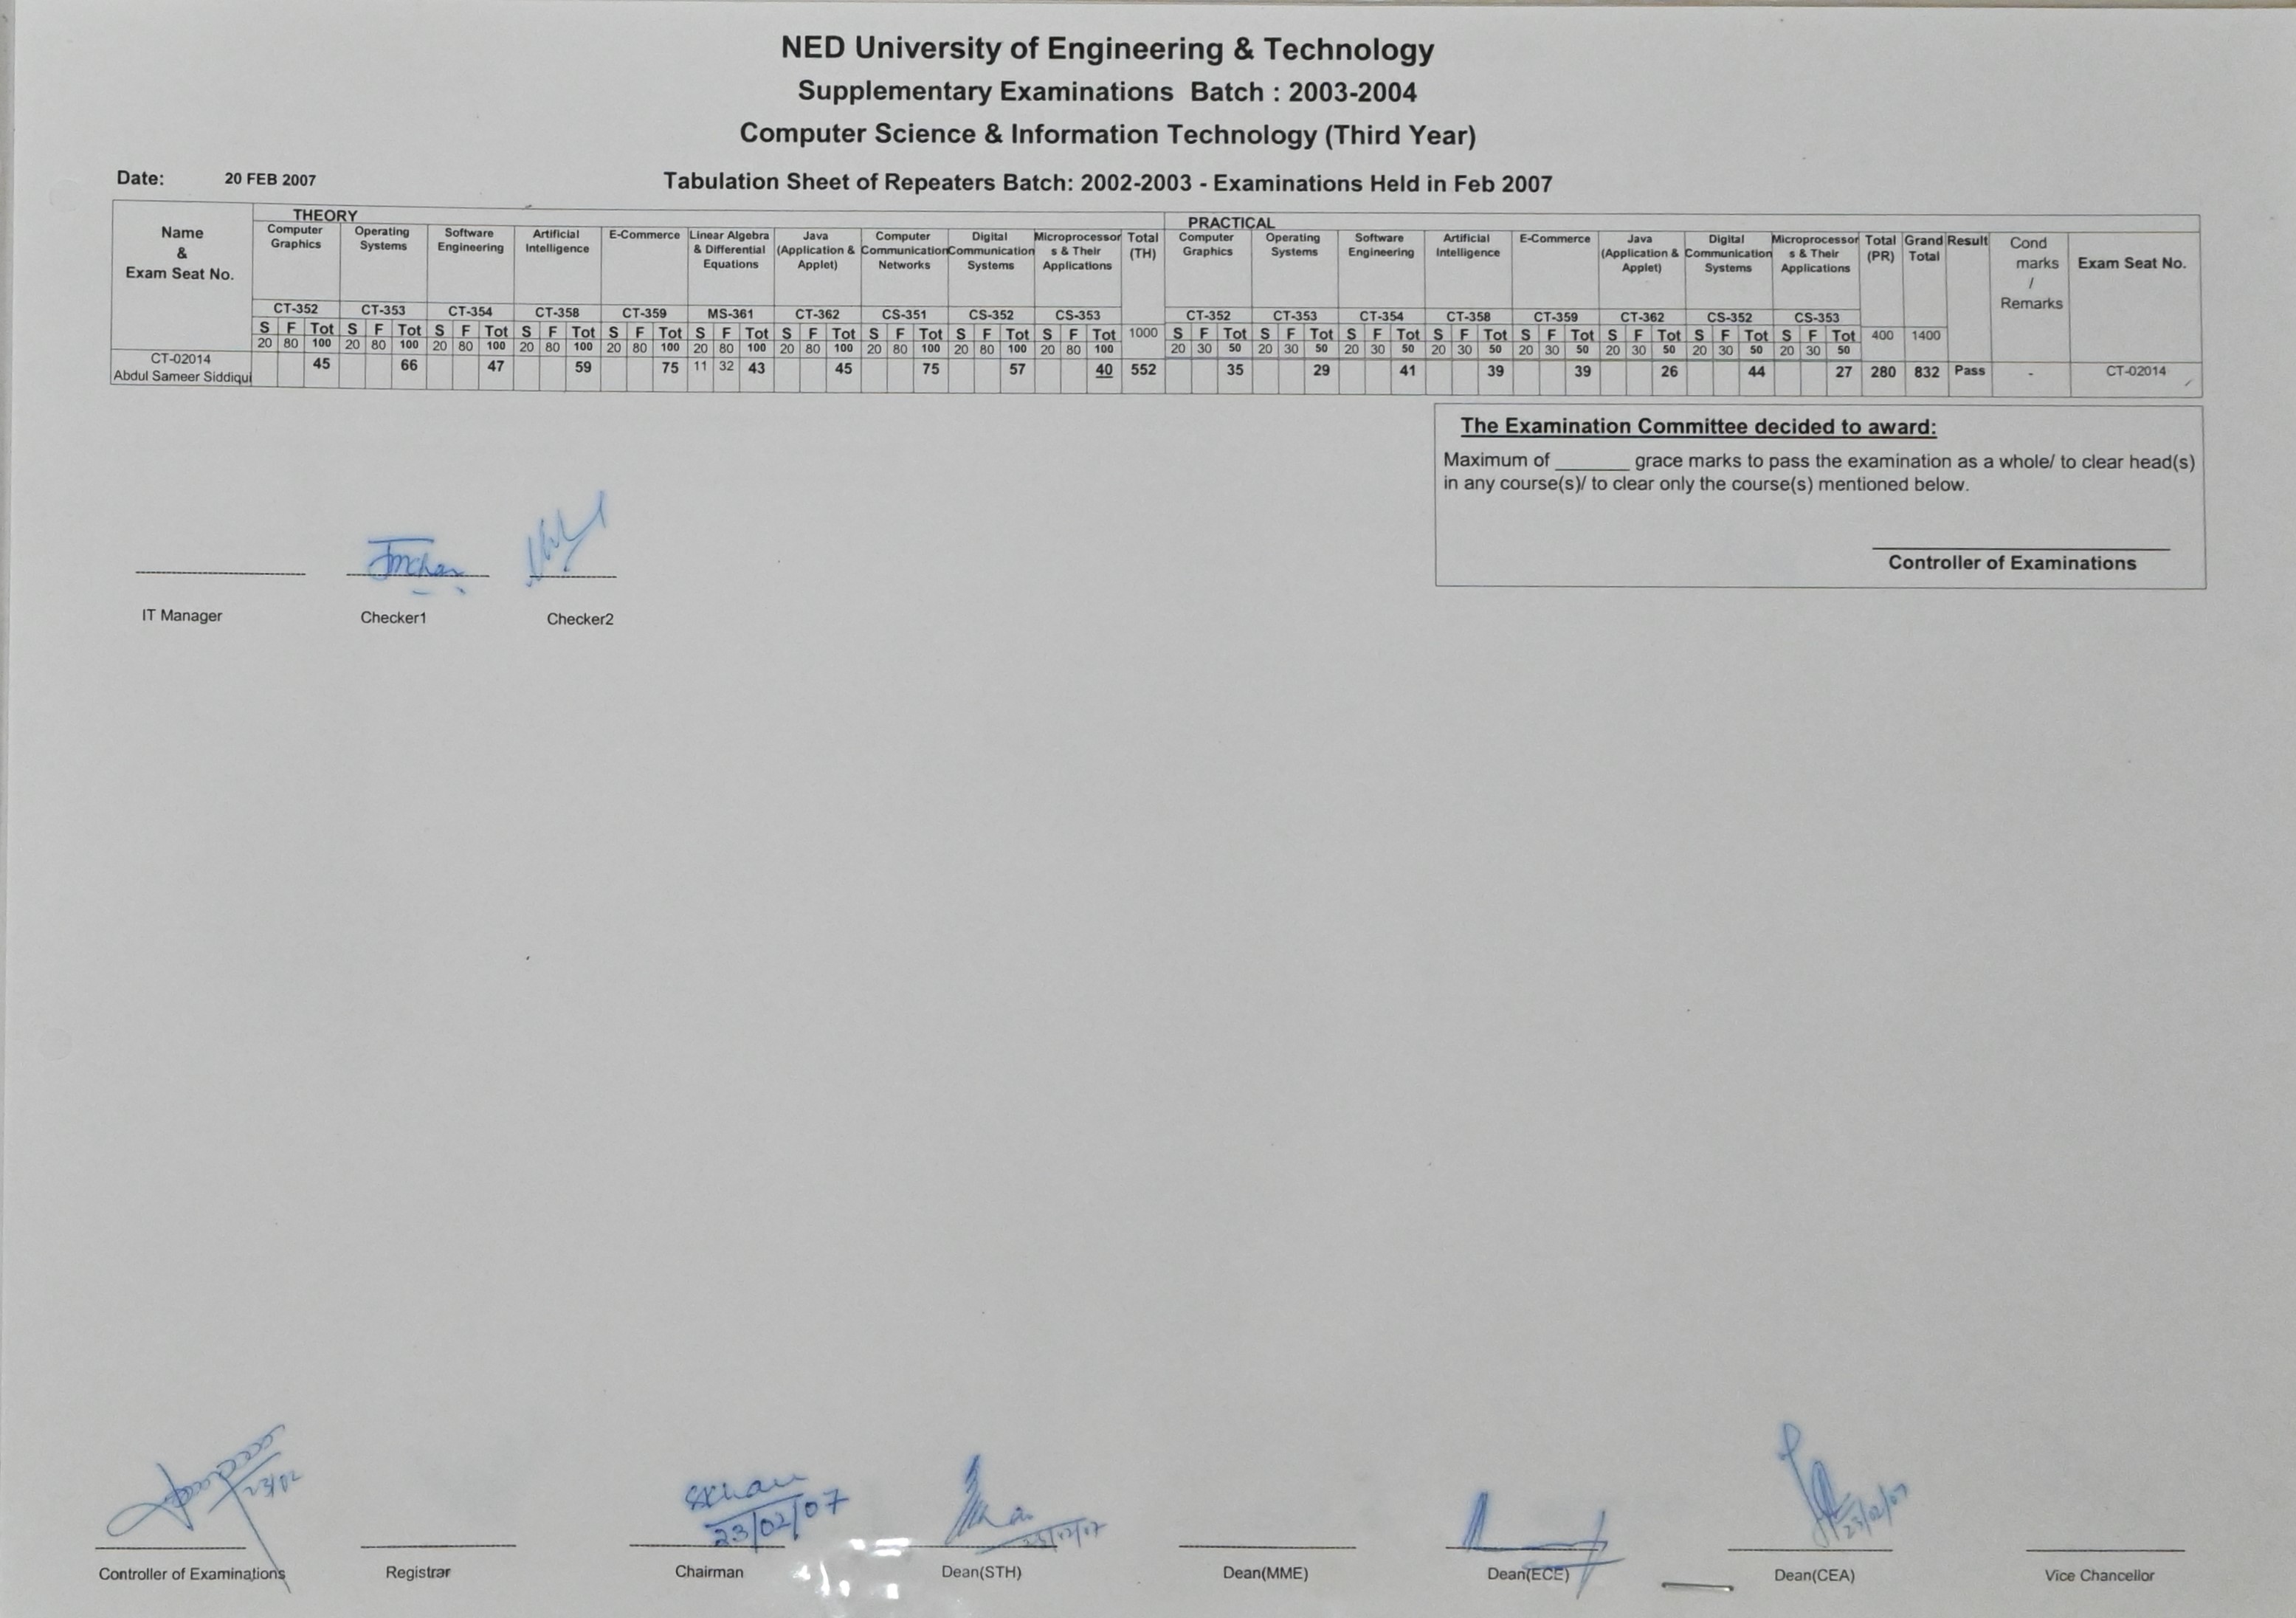 NED University of Engineering & Technology
Supplementary Examinations Batch : 2003-2004
Computer Science & Information Technology (Third Year)
Date: 20 FEB 2007
Tabulation Sheet of Repeaters Batch: 2002-2003 - Examinations Held in Feb 2007
THEORY PRACTICAL
Name & Exam Seat No. Computer Graphics Operating Systems Software Engineering Artificial Intelligence E-Commerce Linear Algebra & Differential Equations Java (Application & Applet) Computer Communication Networks Digital Communication Systems Microprocessors & Their Applications Total (TH) Computer Graphics Operating Systems Software Engineering Artificial Intelligence E-Commerce Java (Application & Applet) Digital Communication Systems Microprocessors & Their Applications Total (PR) Grand Total Result Cond marks / Remarks Exam Seat No.
CT-352 CT-353 CT-354 CT-358 CT-359 MS-361 CT-362 CS-351 CS-352 CS-353 CT-352 CT-353 CT-354 CT-358 CT-359 CT-362 CS-352 CS-353
S F Tot S F Tot S F Tot S F Tot S F Tot S F Tot S F Tot S F Tot S F Tot S F Tot 1000 S F Tot S F Tot S F Tot S F Tot S F Tot S F Tot S F Tot S F Tot 400 1400
20 80 100 20 80 100 20 80 100 20 80 100 20 80 100 20 80 100 20 80 100 20 80 100 20 80 100 20 80 100 20 30 50 20 30 50 20 30 50 20 30 50 20 30 50 20 30 50 20 30 50 20 30 50
CT-02014
Abdul Sameer Siddiqui 45 66 47 59 75 11 32 43 45 75 57 40 552 35 29 41 39 39 26 44 27 280 832 Pass - CT-02014
The Examination Committee decided to award:
Maximum of _______ grace marks to pass the examination as a whole/ to clear head(s)
in any course(s)/ to clear only the course(s) mentioned below.
Controller of Examinations
IT Manager Checker1 Checker2
23/02
23/02/07
23/02/07
Controller of Examinations Registrar Chairman Dean(STH) Dean(MME) Dean(ECE) Dean(CEA) Vice Chancellor